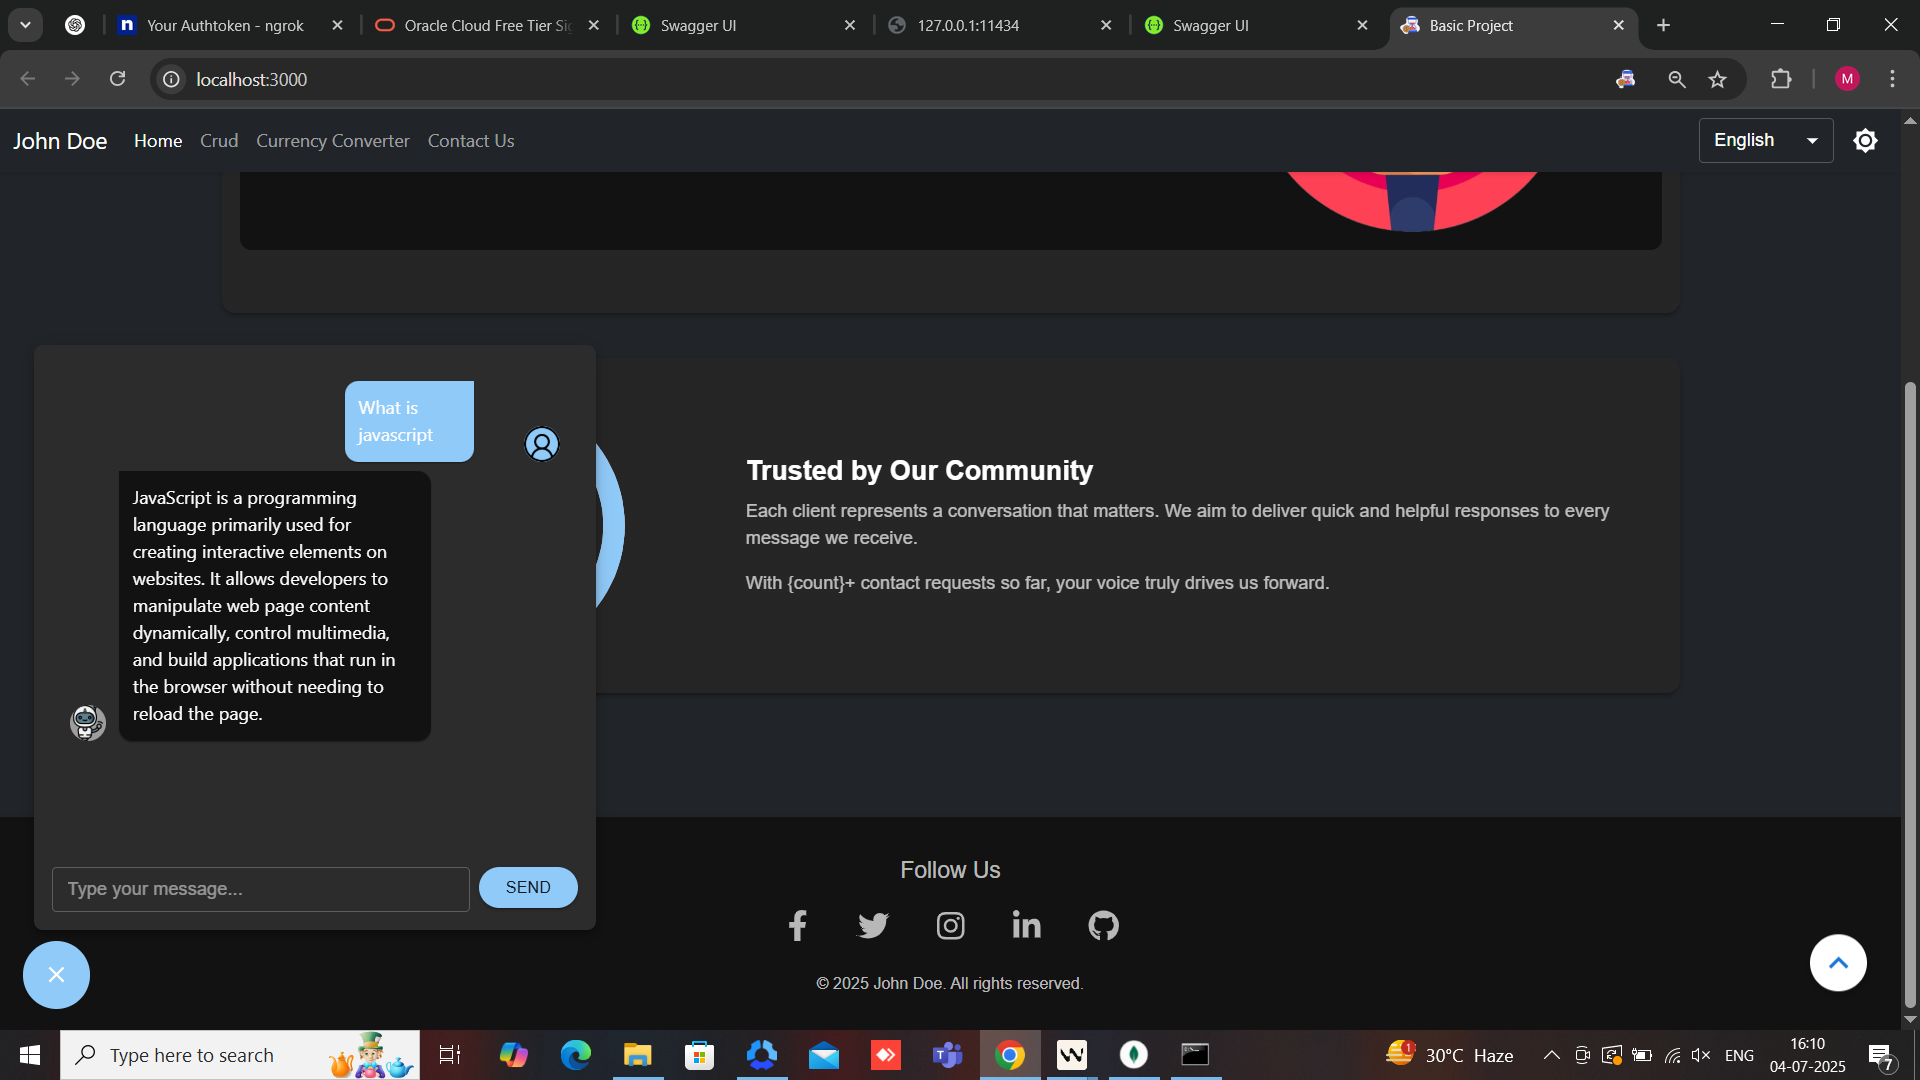 Your Authtoken - ngrok
Oracle Cloud Free Tier Si
Swagger UI
127.0.0.1:11434
Swagger UI
Basic Project
localhost:3000
M
John Doe
Home
Crud
Currency Converter
Contact Us
English
What is
javascript
JavaScript is a programming
language primarily used for
creating interactive elements on
websites. It allows developers to
manipulate web page content
dynamically, control multimedia,
and build applications that run in
the browser without needing to
reload the page.
Type your message...
SEND
Trusted by Our Community
Each client represents a conversation that matters. We aim to deliver quick and helpful responses to every
message we receive.
With {count}+ contact requests so far, your voice truly drives us forward.
Follow Us
© 2025 John Doe. All rights reserved.
Type here to search
1
30°C Haze
ENG
16:10
04-07-2025
7